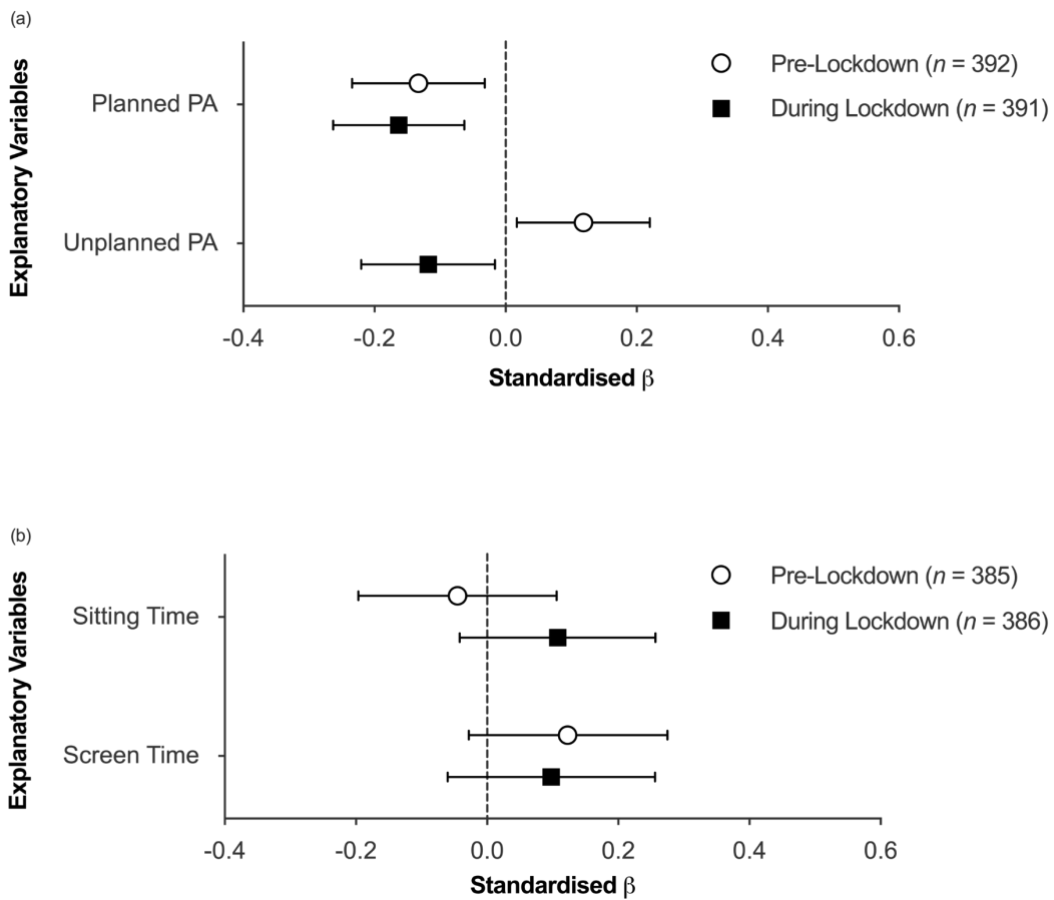 (a)
Explanatory Variables
Planned PA
Unplanned PA
Pre-Lockdown (n = 392)
During Lockdown (n = 391)
-0.4 -0.2 0.0 0.2 0.4 0.6
Standardised β
(b)
Explanatory Variables
Sitting Time
Screen Time
Pre-Lockdown (n = 385)
During Lockdown (n = 386)
-0.4 -0.2 0.0 0.2 0.4 0.6
Standardised β